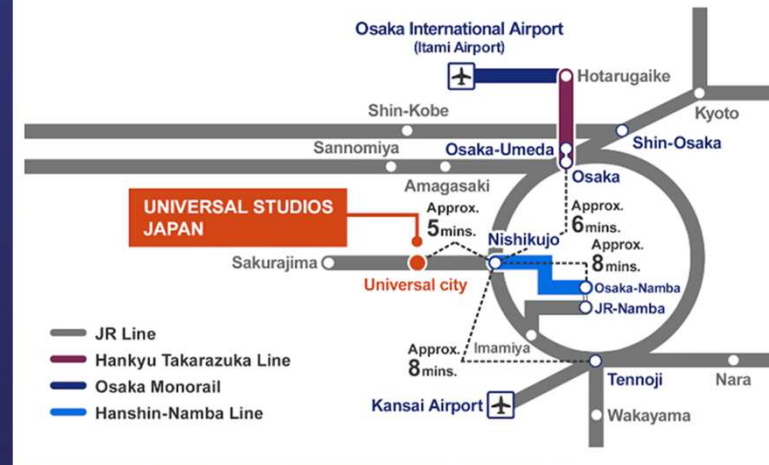 Osaka International Airport
(Itami Airport)
Hotarugaike
Kyoto
Shin-Kobe
Shin-Osaka
Sannomiya
Osaka-Umeda
Osaka
Amagasaki
UNIVERSAL STUDIOS
JAPAN
Approx.
5mins.
Approx.
6mins.
Nishikujo
Approx.
8mins.
Sakurajima
Universal city
Osaka-Namba
JR-Namba
JR Line
Hankyu Takarazuka Line
Osaka Monorail
Hanshin-Namba Line
Imamiya
Approx.
8mins.
Tennoji
Nara
Kansai Airport
Wakayama